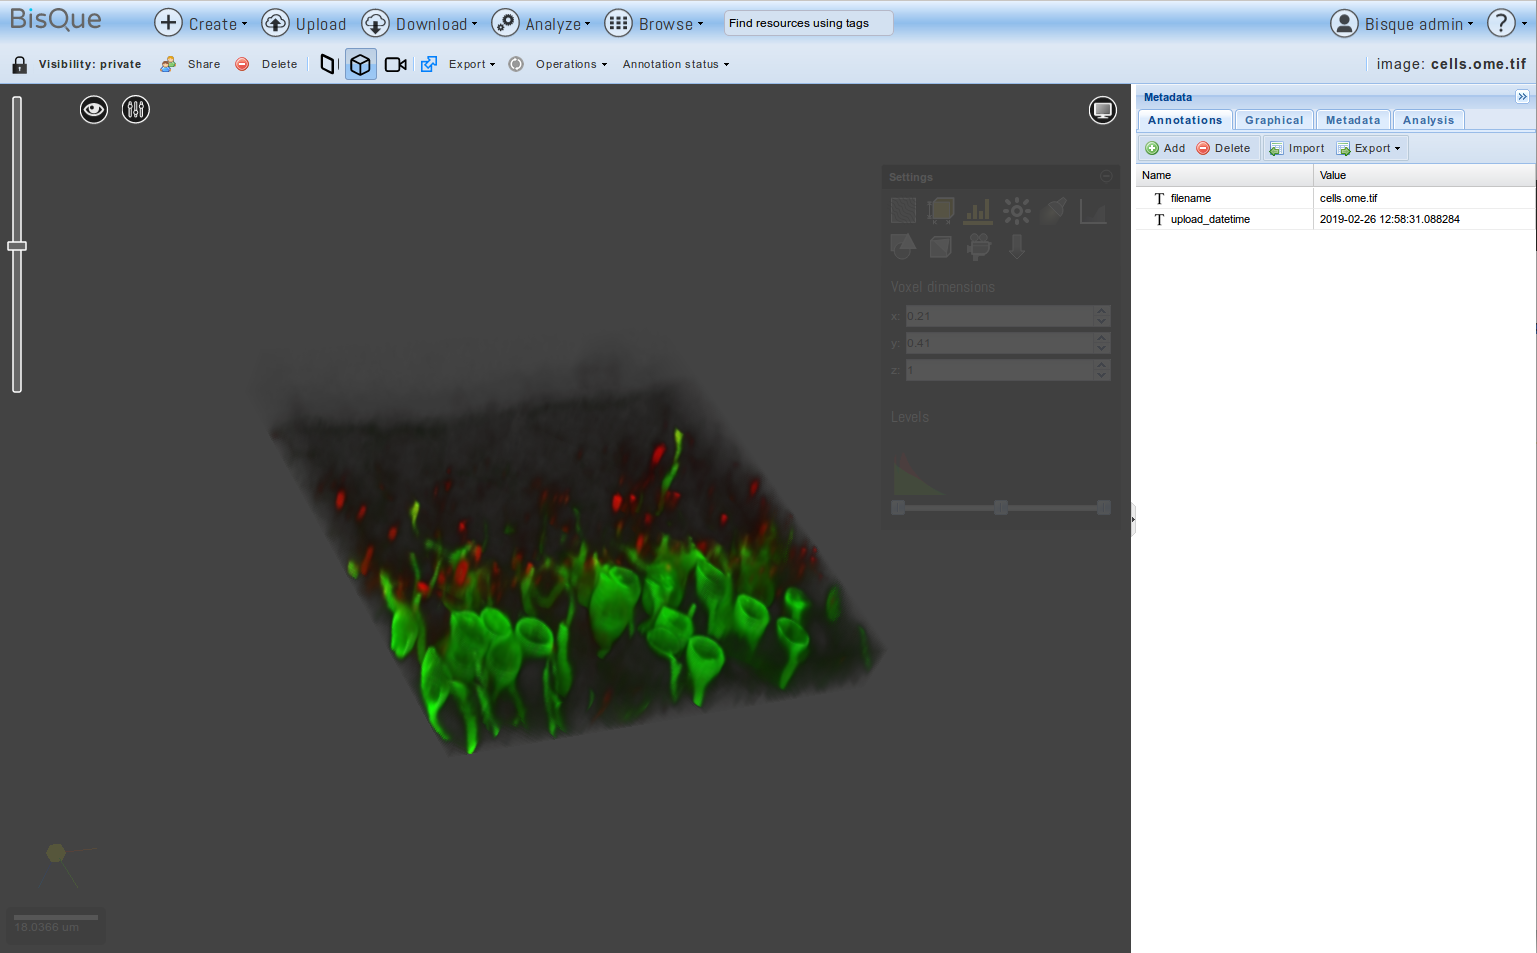 BisQue Create Upload Download Analyze Browse Find resources using tags Bisque admin ?
Visibility: private Share Delete Export Operations Annotation status image: cells.ome.tif
Metadata
Annotations Graphical Metadata Analysis
Add Delete Import Export
Name Value
T filename cells.ome.tif
T upload_datetime 2019-02-26 12:58:31.088284
Settings
Voxel dimensions
x: 0.21
y: 0.41
z: 1
Levels
18.0366 um